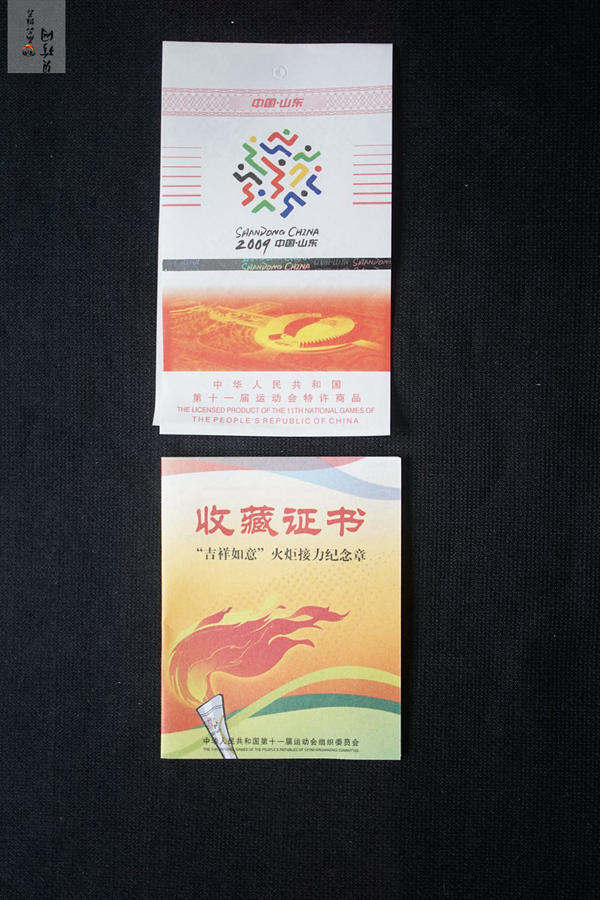 中国·山东
SHANDONG CHINA
2009 中国·山东
SHANDONG CHINA
中华人民共和国
第十一届运动会特许商品
THE LICENSED PRODUCT OF THE 11TH NATIONAL GAMES OF
THE PEOPLE'S REPUBLIC OF CHINA
收藏证书
“吉祥如意”火炬接力纪念章
中华人民共和国第十一届运动会组织委员会